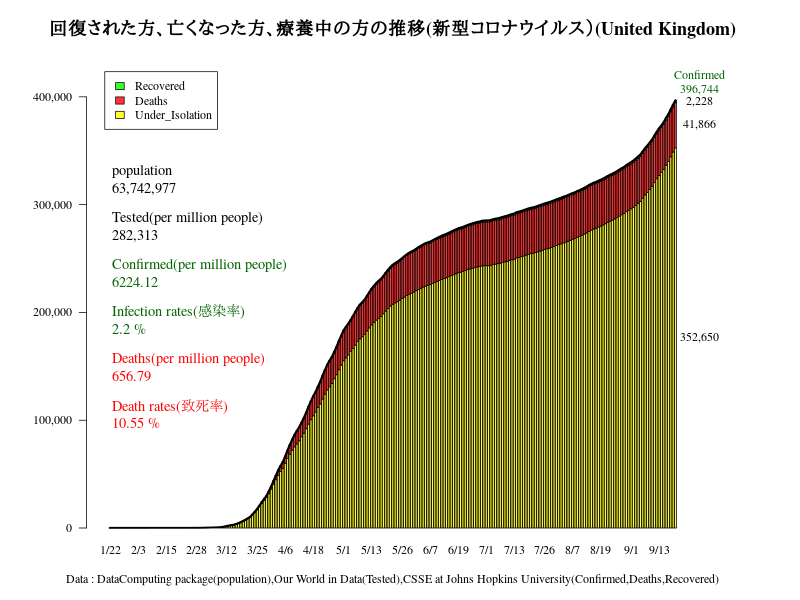 回復された方、亡くなった方、療養中の方の推移(新型コロナウイルス)(United Kingdom)
Confirmed
396,744
2,228
41,866
352,650
Recovered
Deaths
Under_Isolation
population
63,742,977
Tested(per million people)
282,313
Confirmed(per million people)
6224.12
Infection rates(感染率)
2.2 %
Deaths(per million people)
656.79
Death rates(致死率)
10.55 %
400,000
300,000
200,000
100,000
0
1/22 2/3 2/15 2/28 3/12 3/25 4/6 4/18 5/1 5/13 5/26 6/7 6/19 7/1 7/13 7/26 8/7 8/19 9/1 9/13
Data : DataComputing package(population),Our World in Data(Tested),CSSE at Johns Hopkins University(Confirmed,Deaths,Recovered)